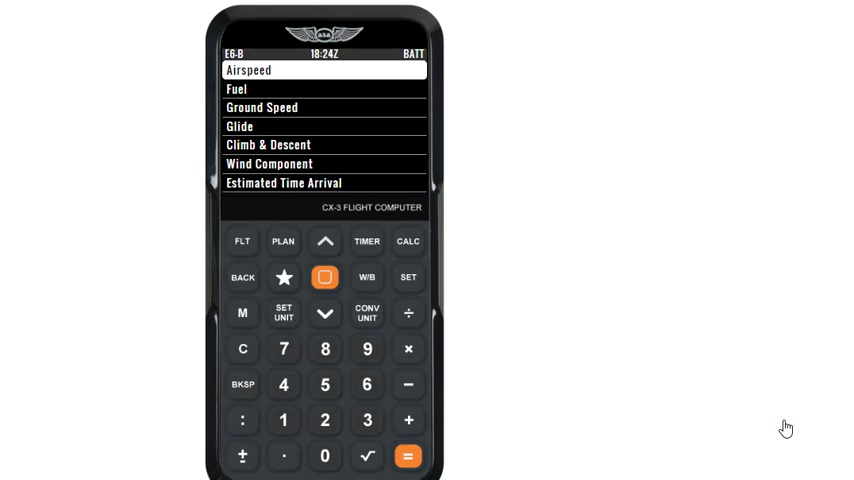 asa
E6-B 18:24Z BATT
Airspeed
Fuel
Ground Speed
Glide
Climb & Descent
Wind Component
Estimated Time Arrival
CX-3 FLIGHT COMPUTER
FLT PLAN TIMER CALC
BACK W/B SET
M SET UNIT CONV UNIT ÷
C 7 8 9 ×
BKSP 4 5 6 −
: 1 2 3 +
± . 0 √ =